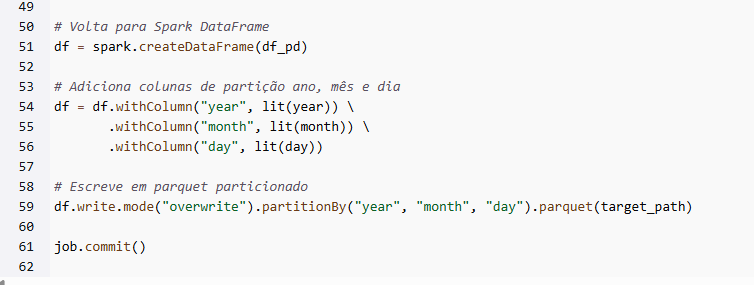 49
50 # Volta para Spark DataFrame
51 df = spark.createDataFrame(df_pd)
52
53 # Adiciona colunas de partição ano, mês e dia
54 df = df.withColumn("year", lit(year)) \
55        .withColumn("month", lit(month)) \
56        .withColumn("day", lit(day))
57
58 # Escreve em parquet particionado
59 df.write.mode("overwrite").partitionBy("year", "month", "day").parquet(target_path)
60
61 job.commit()
62